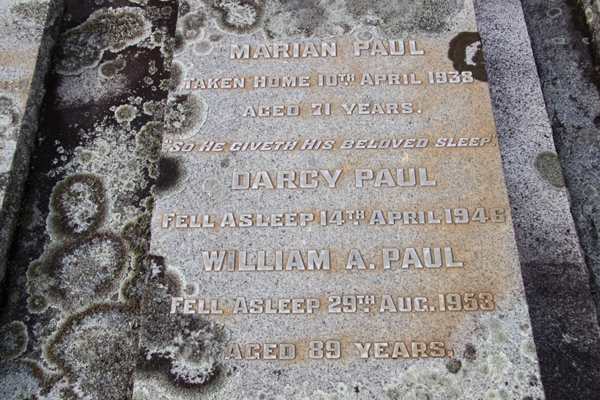 MARIAN PAUL
TAKEN HOME 10TH APRIL 1938
AGED 71 YEARS.
"SO HE GIVETH HIS BELOVED SLEEP"
DARCY PAUL
FELL ASLEEP 14TH APRIL 1946
WILLIAM A. PAUL
FELL ASLEEP 29TH AUG. 1953
AGED 89 YEARS.